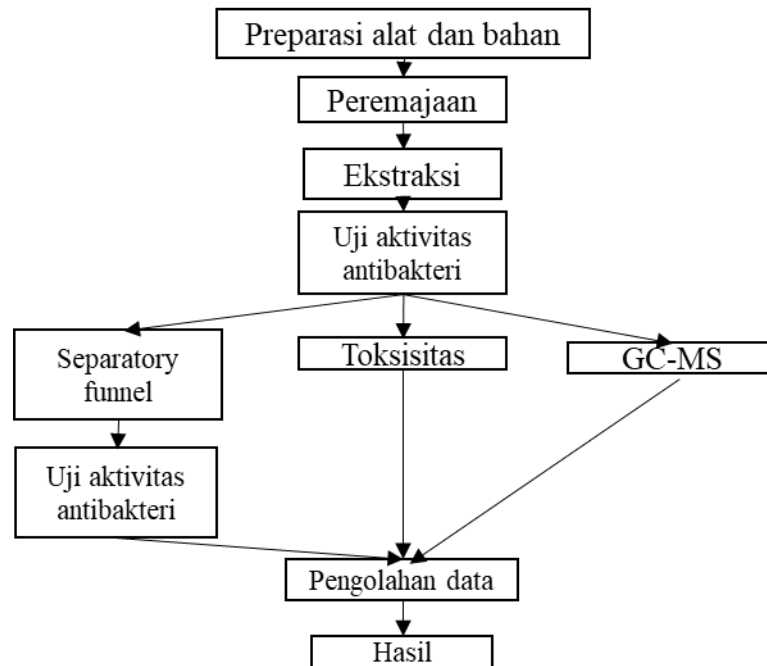 Preparasi alat dan bahan
Peremajaan
Ekstraksi
Uji aktivitas
antibakteri
Separatory
funnel
Toksisitas
GC-MS
Uji aktivitas
antibakteri
Pengolahan data
Hasil